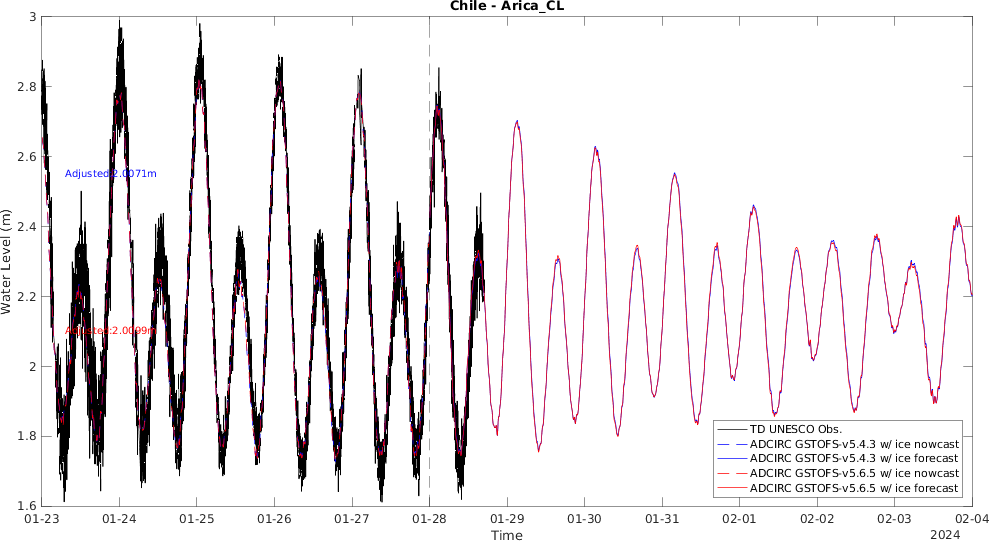 Chile - Arica_CL
3
2.8
2.6
2.4
2.2
2
1.8
1.6
Water Level (m)
Adjusted:2.0071m
Adjusted:2.0099m
TD UNESCO Obs.
ADCIRC GSTOFS-v5.4.3 w/ ice nowcast
ADCIRC GSTOFS-v5.4.3 w/ ice forecast
ADCIRC GSTOFS-v5.6.5 w/ ice nowcast
ADCIRC GSTOFS-v5.6.5 w/ ice forecast
01-23 01-24 01-25 01-26 01-27 01-28 01-29 01-30 01-31 02-01 02-02 02-03 02-04
Time
2024